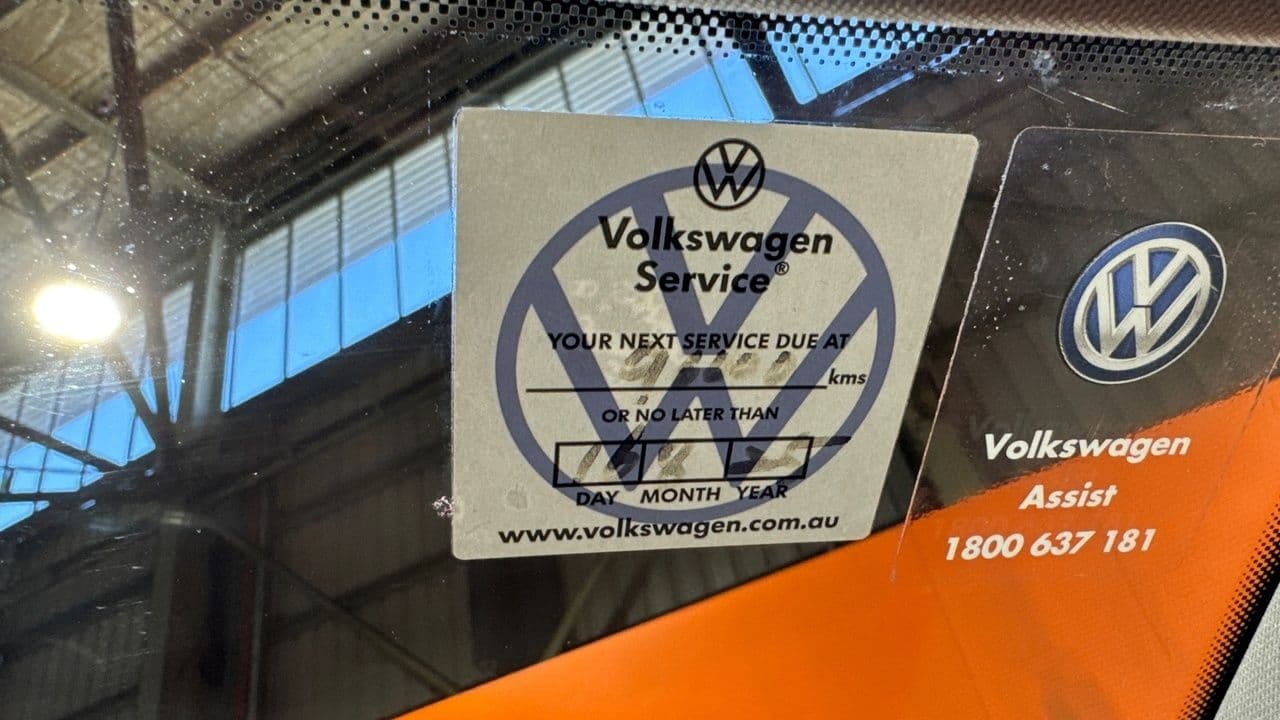 Volkswagen
Service®
YOUR NEXT SERVICE DUE AT
kms
OR NO LATER THAN
DAY MONTH YEAR
www.volkswagen.com.au
Volkswagen
Assist
1800 637 181